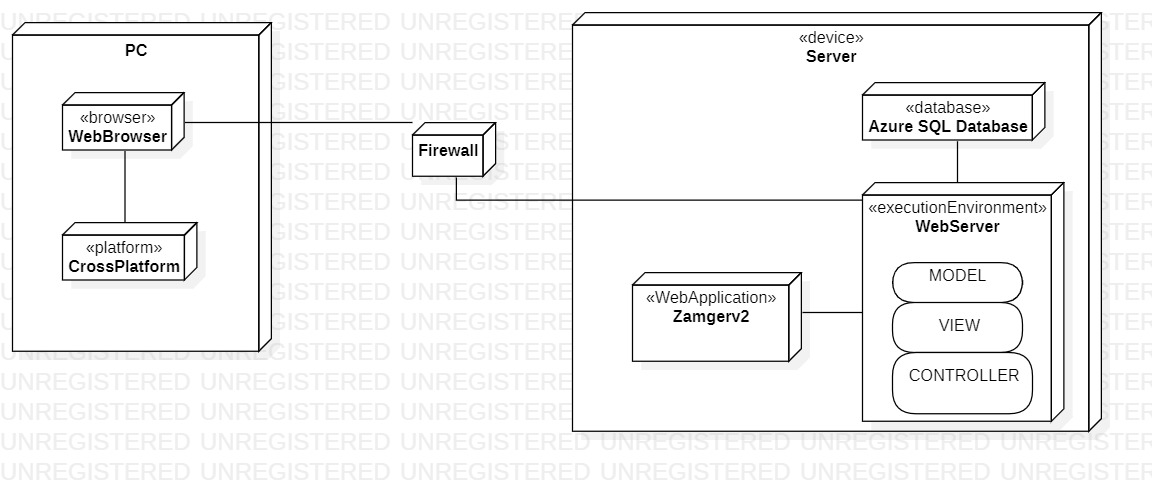 PC
«browser»
WebBrowser
«platform»
CrossPlatform
Firewall
«device»
Server
«database»
Azure SQL Database
«executionEnvironment»
WebServer
MODEL
VIEW
CONTROLLER
«WebApplication»
Zamgerv2
UNREGISTERED UNREGISTERED UNREGISTERED UNREGISTERED UNREGISTERED UNREGISTERED